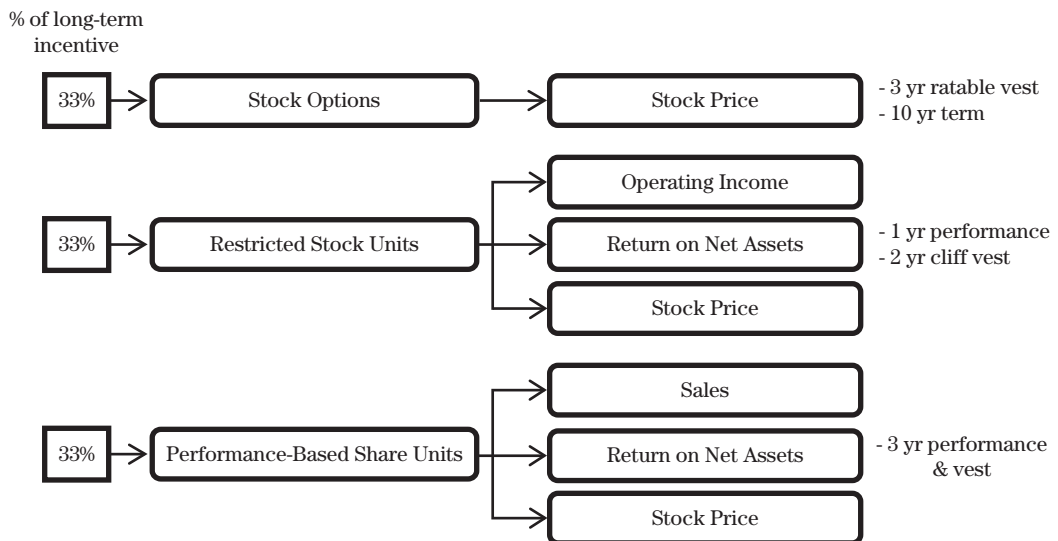 % of long-term
incentive
33%
Stock Options
Stock Price
- 3 yr ratable vest
- 10 yr term
33%
Restricted Stock Units
Operating Income
Return on Net Assets
Stock Price
- 1 yr performance
- 2 yr cliff vest
33%
Performance-Based Share Units
Sales
Return on Net Assets
Stock Price
- 3 yr performance
& vest